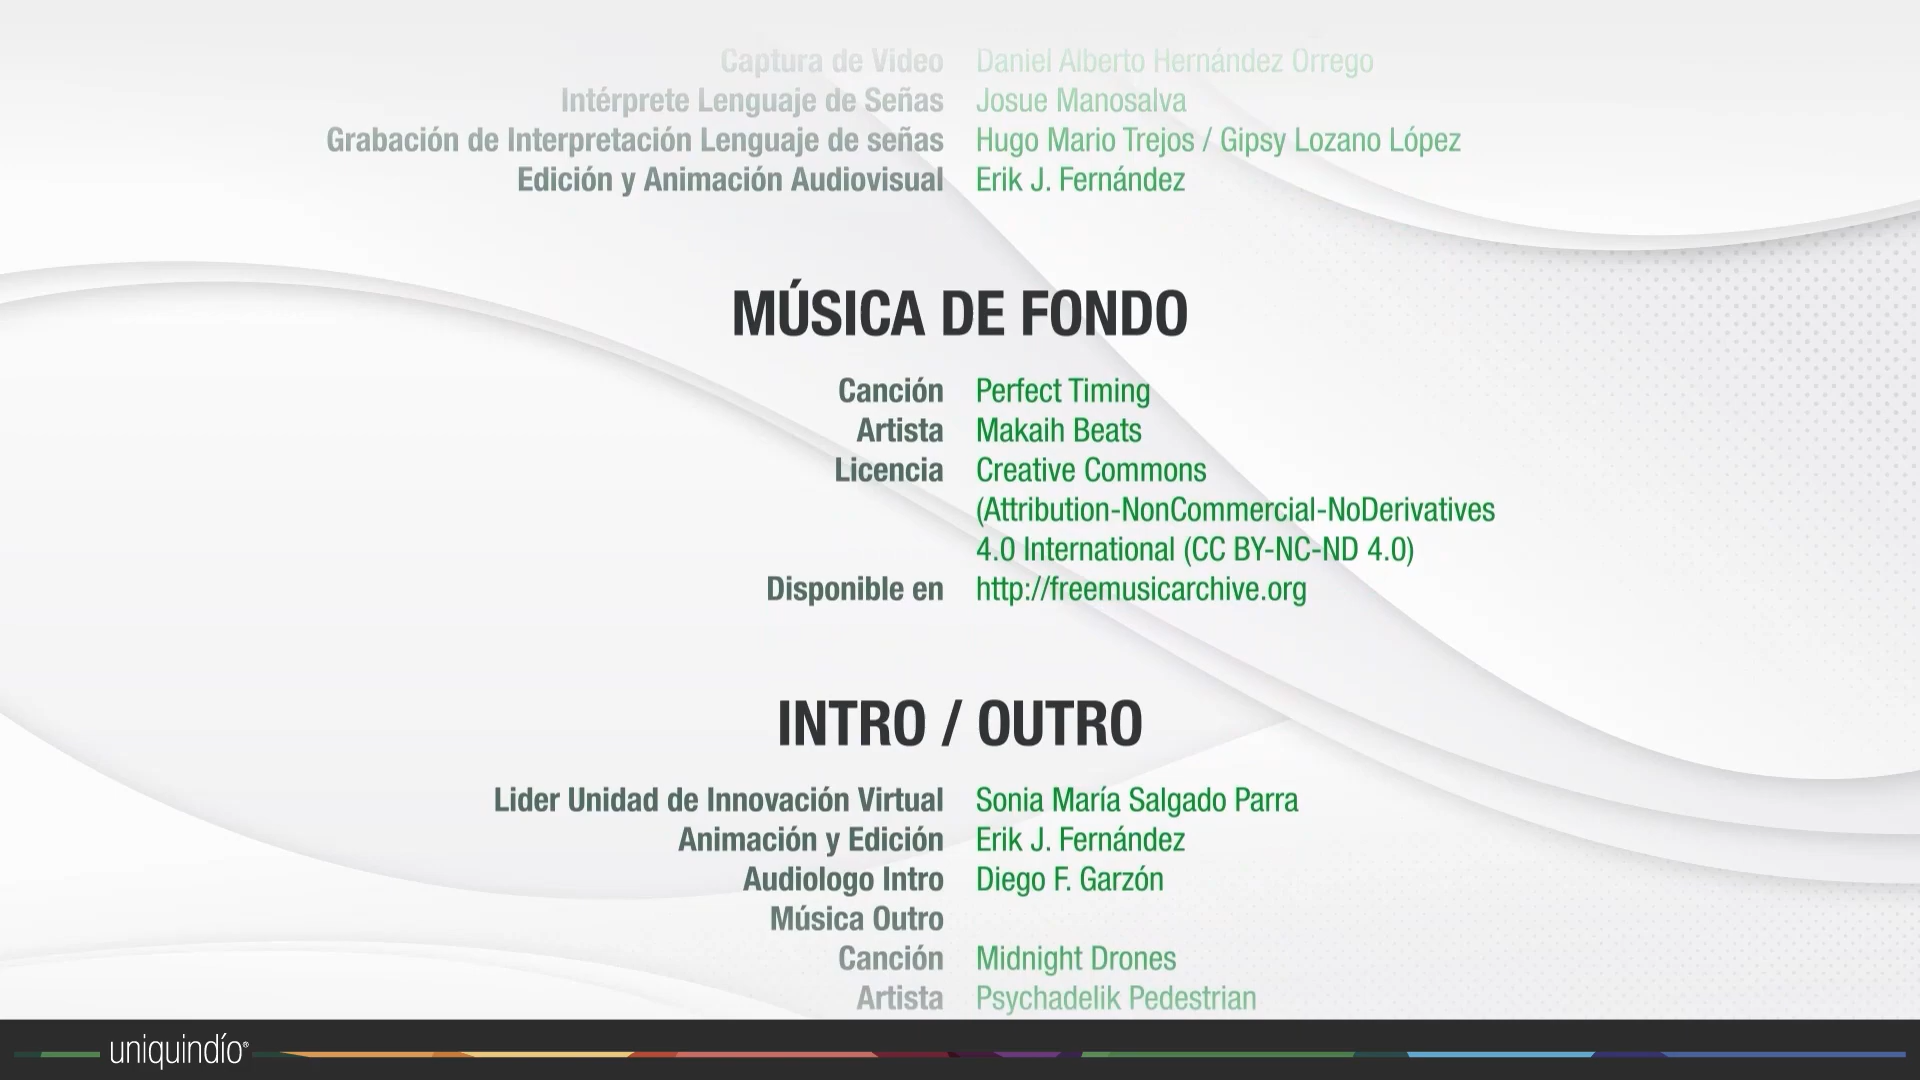 Captura de Video Daniel Alberto Hernández Orrego
Intérprete Lenguaje de Señas Josue Manosalva
Grabación de Interpretación Lenguaje de señas Hugo Mario Trejos / Gipsy Lozano López
Edición y Animación Audiovisual Erik J. Fernández
MÚSICA DE FONDO
Canción Perfect Timing
Artista Makaih Beats
Licencia Creative Commons
(Attribution-NonCommercial-NoDerivatives
4.0 International (CC BY-NC-ND 4.0)
Disponible en http://freemusicarchive.org
INTRO / OUTRO
Lider Unidad de Innovación Virtual Sonia María Salgado Parra
Animación y Edición Erik J. Fernández
Audiologo Intro Diego F. Garzón
Música Outro
Canción Midnight Drones
Artista Psychadelik Pedestrian
uniquindío®